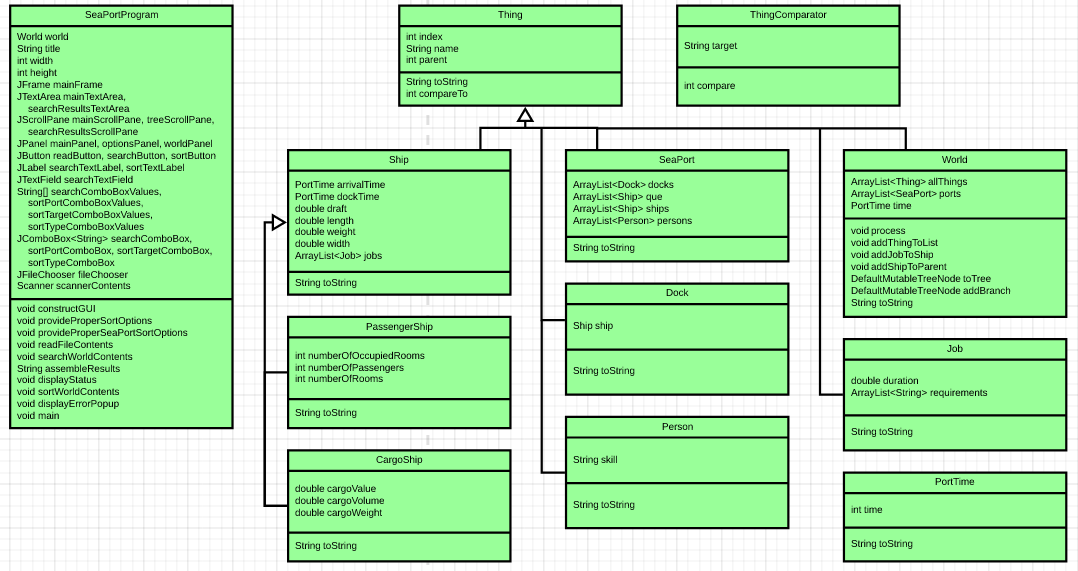 SeaPortProgram
World world
String title
int width
int height
JFrame mainFrame
JTextArea mainTextArea,
searchResultsTextArea
JScrollPane mainScrollPane, treeScrollPane,
searchResultsScrollPane
JPanel mainPanel, optionsPanel, worldPanel
JButton readButton, searchButton, sortButton
JLabel searchTextLabel, sortTextLabel
JTextField searchTextField
String[] searchComboBoxValues,
sortPortComboBoxValues,
sortTargetComboBoxValues,
sortTypeComboBoxValues
JComboBox<String> searchComboBox,
sortPortComboBox, sortTargetComboBox,
sortTypeComboBox
JFileChooser fileChooser
Scanner scannerContents
void constructGUI
void provideProperSortOptions
void provideProperSeaPortSortOptions
void readFileContents
void searchWorldContents
String assembleResults
void displayStatus
void sortWorldContents
void displayErrorPopup
void main
Thing
int index
String name
int parent
String toString
int compareTo
ThingComparator
String target
int compare
Ship
PortTime arrivalTime
PortTime dockTime
double draft
double length
double weight
double width
ArrayList<Job> jobs
String toString
PassengerShip
int numberOfOccupiedRooms
int numberOfPassengers
int numberOfRooms
String toString
CargoShip
double cargoValue
double cargoVolume
double cargoWeight
String toString
SeaPort
ArrayList<Dock> docks
ArrayList<Ship> que
ArrayList<Ship> ships
ArrayList<Person> persons
String toString
Dock
Ship ship
String toString
Person
String skill
String toString
World
ArrayList<Thing> allThings
ArrayList<SeaPort> ports
PortTime time
void process
void addThingToList
void addJobToShip
void addShipToParent
DefaultMutableTreeNode toTree
DefaultMutableTreeNode addBranch
String toString
Job
double duration
ArrayList<String> requirements
String toString
PortTime
int time
String toString